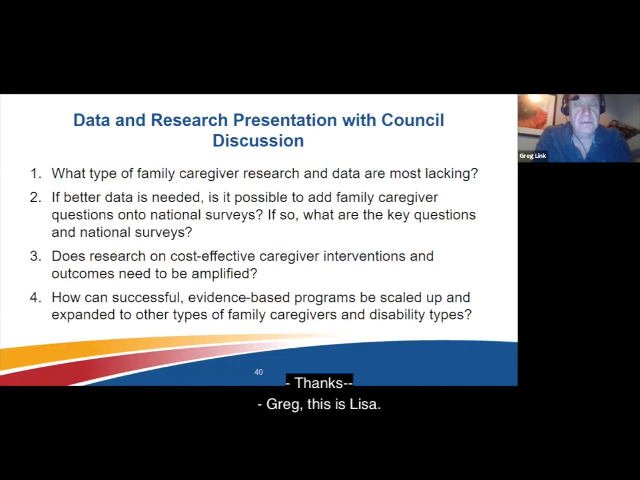 Data and Research Presentation with Council
Discussion
1. What type of family caregiver research and data are most lacking?
2. If better data is needed, is it possible to add family caregiver
questions onto national surveys? If so, what are the key questions
and national surveys?
3. Does research on cost-effective caregiver interventions and
outcomes need to be amplified?
4. How can successful, evidence-based programs be scaled up and
expanded to other types of family caregivers and disability types?
Greg Link
40
- Thanks--
- Greg, this is Lisa.